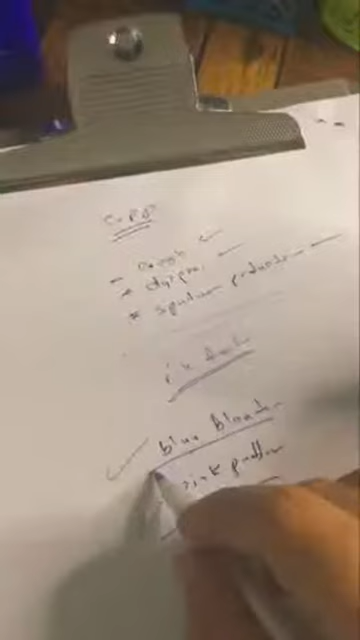 COPD
- cough
* dyspnea
* sputum production
blue bloater
pink puffer